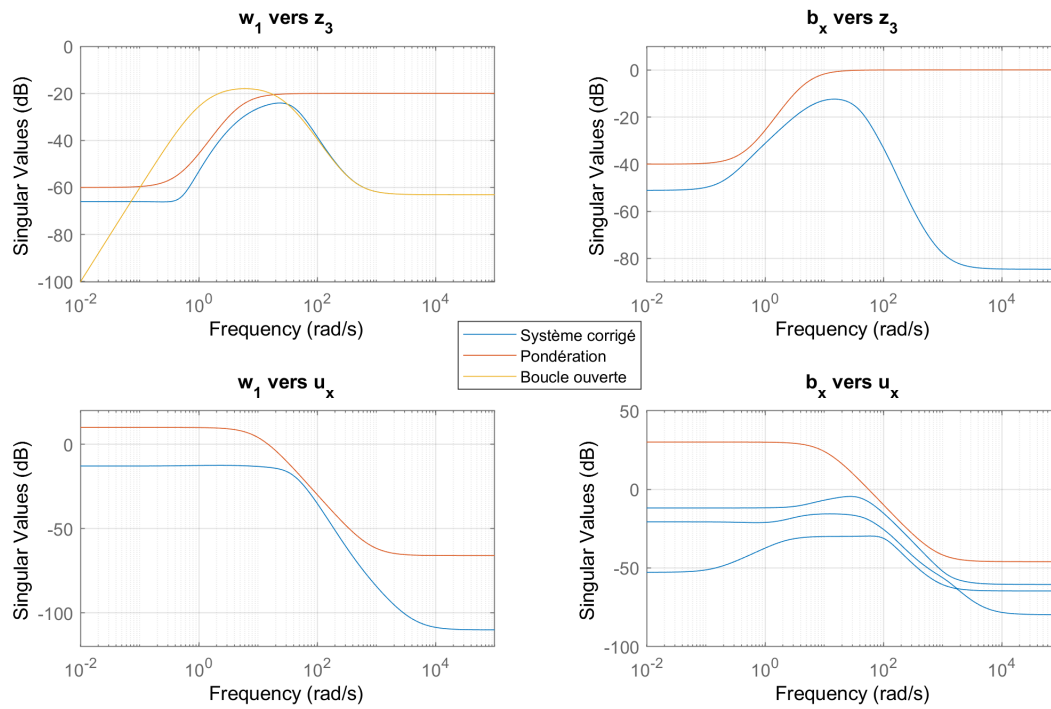 w₁ vers z₃
Singular Values (dB)
0
-20
-40
-60
-80
-100
10⁻² 10⁰ 10² 10⁴
Frequency (rad/s)
bₓ vers z₃
Singular Values (dB)
0
-20
-40
-60
-80
10⁻² 10⁰ 10² 10⁴
Frequency (rad/s)
Système corrigé
Pondération
Boucle ouverte
w₁ vers uₓ
Singular Values (dB)
0
-50
-100
10⁻² 10⁰ 10² 10⁴
Frequency (rad/s)
bₓ vers uₓ
Singular Values (dB)
50
0
-50
-100
10⁻² 10⁰ 10² 10⁴
Frequency (rad/s)